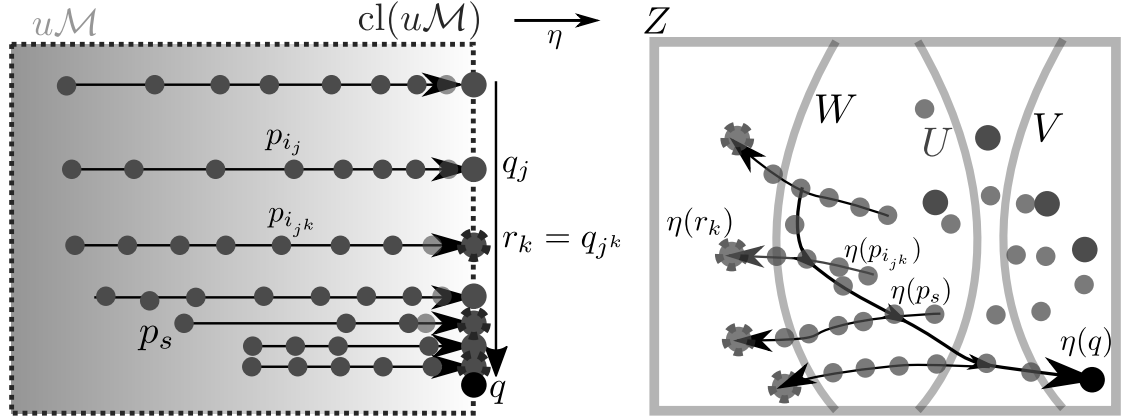 u𝓜
cl(u𝓜)
η
Z
p_{i_j}
q_j
p_{i_{j^k}}
r_k = q_{j^k}
p_s
q
W
U
V
η(r_k)
η(p_{i_{j^k}})
η(p_s)
η(q)